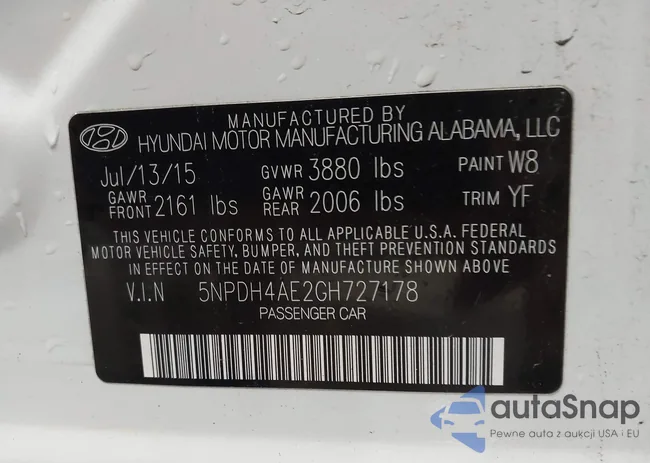 MANUFACTURED BY
HYUNDAI MOTOR MANUFACTURING ALABAMA, LLC
Jul/13/15 GVWR 3880 lbs PAINT W8
GAWR FRONT 2161 lbs GAWR REAR 2006 lbs TRIM YF
THIS VEHICLE CONFORMS TO ALL APPLICABLE U.S.A. FEDERAL
MOTOR VEHICLE SAFETY, BUMPER, AND THEFT PREVENTION STANDARDS
IN EFFECT ON THE DATE OF MANUFACTURE SHOWN ABOVE
V.I.N 5NPDH4AE2GH727178
PASSENGER CAR
autaSnap
Pewne auta z aukcji USA i EU